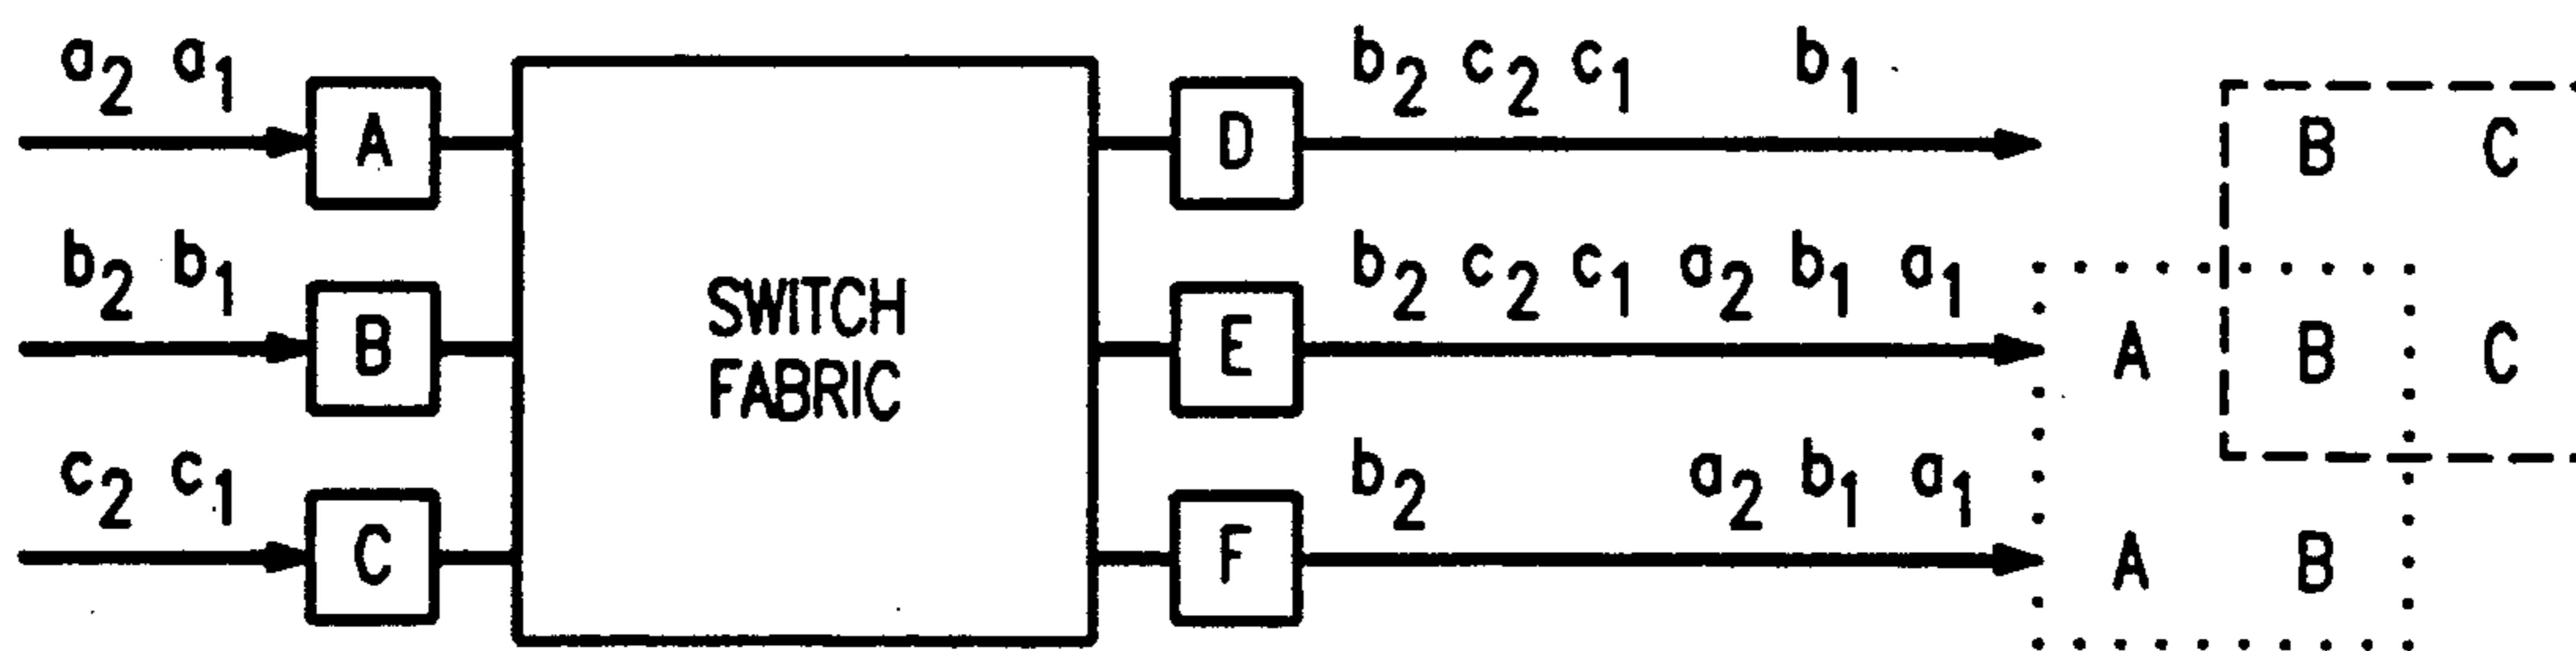 a₂ a₁ b₂ c₂ c₁ b₁
A D B C
b₂ b₁ b₂ c₂ c₁ a₂ b₁ a₁
SWITCH
B E A B C
FABRIC
c₂ c₁ b₂ a₂ b₁ a₁
C F A B